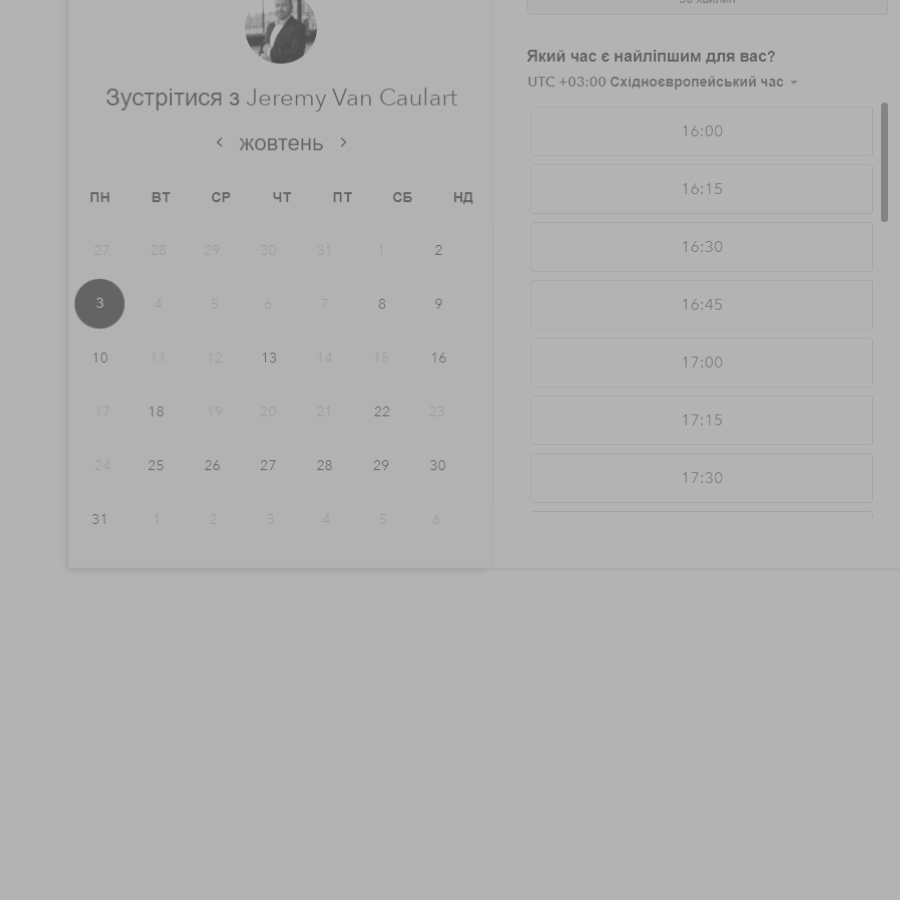 Зустрітися з Jeremy Van Caulart
жовтень
ПН ВТ СР ЧТ ПТ СБ НД
27 28 29 30 31 1 2
3 4 5 6 7 8 9
10 11 12 13 14 15 16
17 18 19 20 21 22 23
24 25 26 27 28 29 30
31 1 2 3 4 5 6
Який час є найліпшим для вас?
UTC +03:00 Східноєвропейський час
16:00
16:15
16:30
16:45
17:00
17:15
17:30